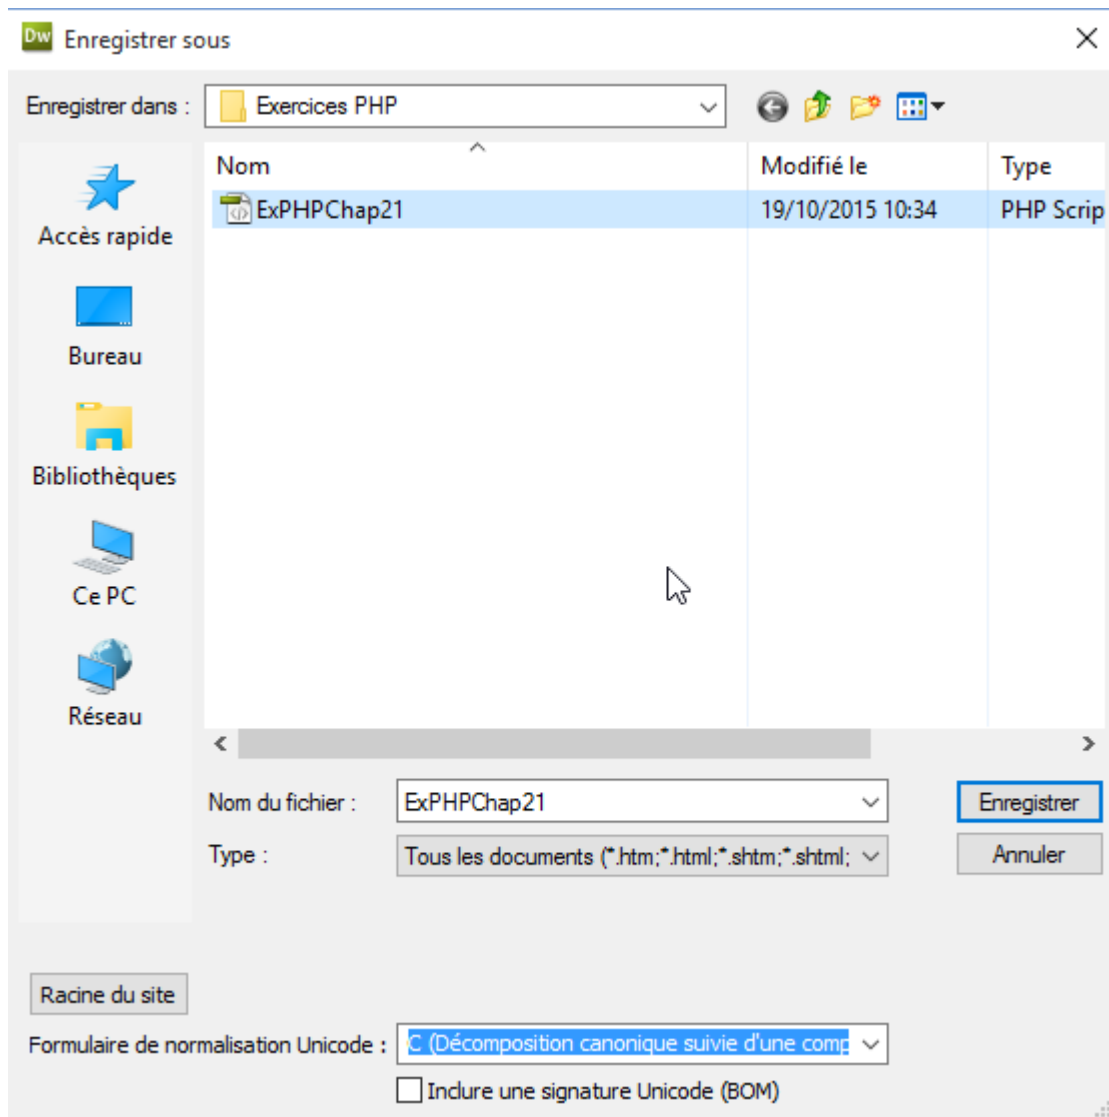 Dw Enregistrer sous
Enregistrer dans : Exercices PHP
Nom Modifié le Type
ExPHPChap21 19/10/2015 10:34 PHP Scrip
Accès rapide
Bureau
Bibliothèques
Ce PC
Réseau
Nom du fichier : ExPHPChap21 Enregistrer
Type : Tous les documents (*.htm;*.html;*.shtm;*.shtml; Annuler
Racine du site
Formulaire de normalisation Unicode : C (Décomposition canonique suivie d'une comp
Inclure une signature Unicode (BOM)